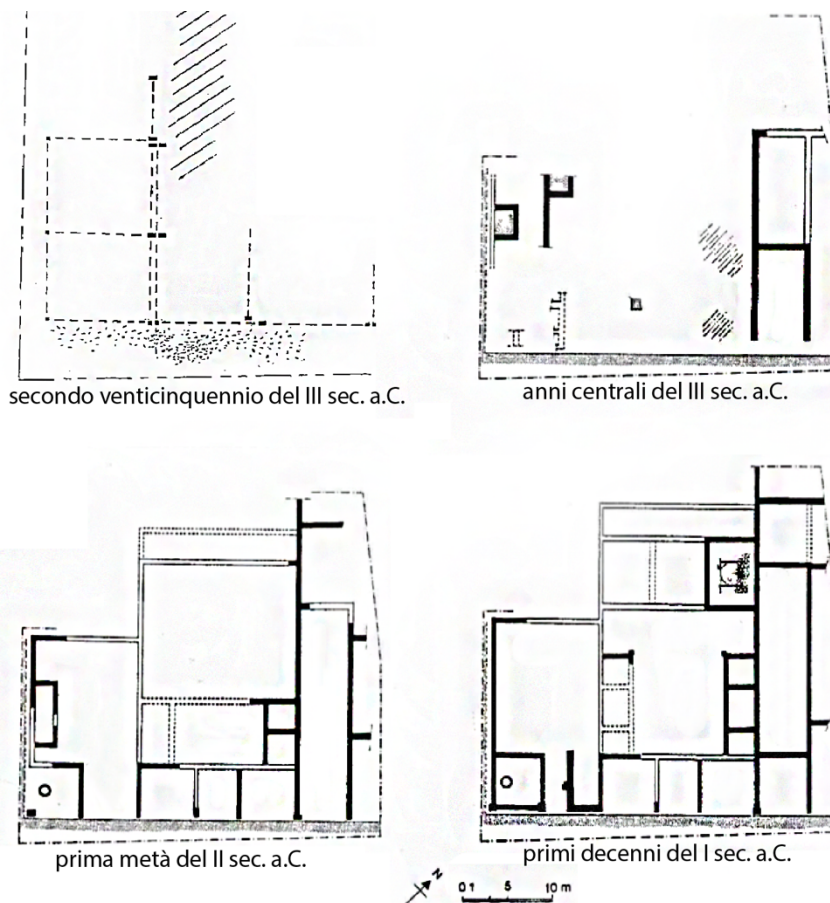 secondo venticinquennio del III sec. a.C.
anni centrali del III sec. a.C.
prima metà del II sec. a.C.
primi decenni del I sec. a.C.
N
0 1 5 10 m